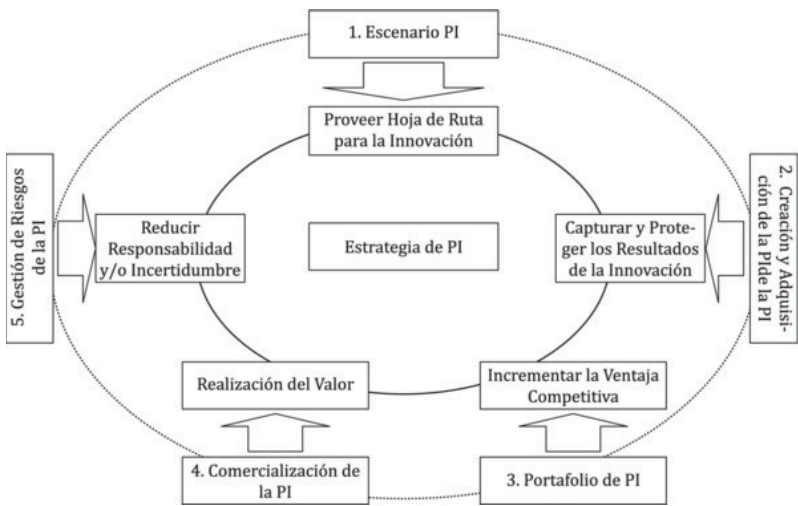 1. Escenario PI
Proveer Hoja de Ruta
para la Innovación
2. Creación y Adquisi-
ción de la PIde la PI
Capturar y Prote-
ger los Resultados
de la Innovación
Estrategia de PI
5. Gestión de Riesgos
de la PI
Reducir
Responsabilidad
y/o Incertidumbre
Realización del Valor
Incrementar la Ventaja
Competitiva
4. Comercialización de
la PI
3. Portafolio de PI